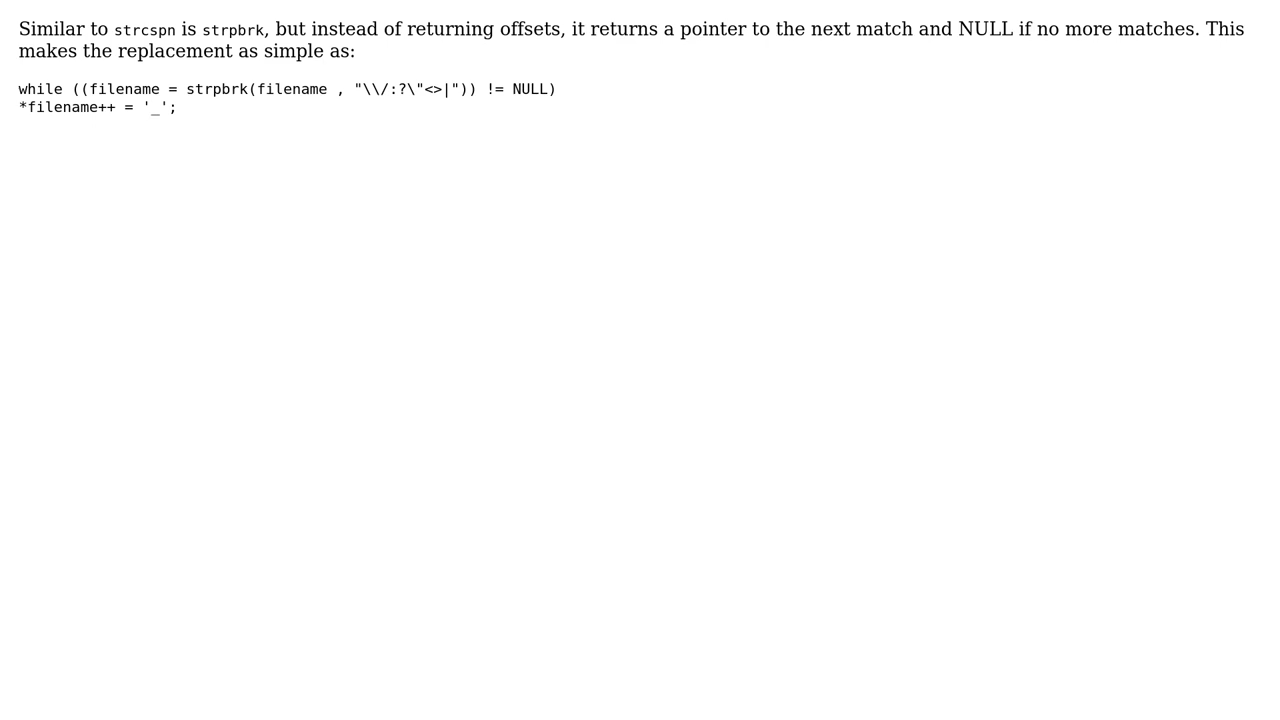 Similar to strcspn is strpbrk, but instead of returning offsets, it returns a pointer to the next match and NULL if no more matches. This
makes the replacement as simple as:
while ((filename = strpbrk(filename , "\\/:?\"<>|")) != NULL)
*filename++ = '_';